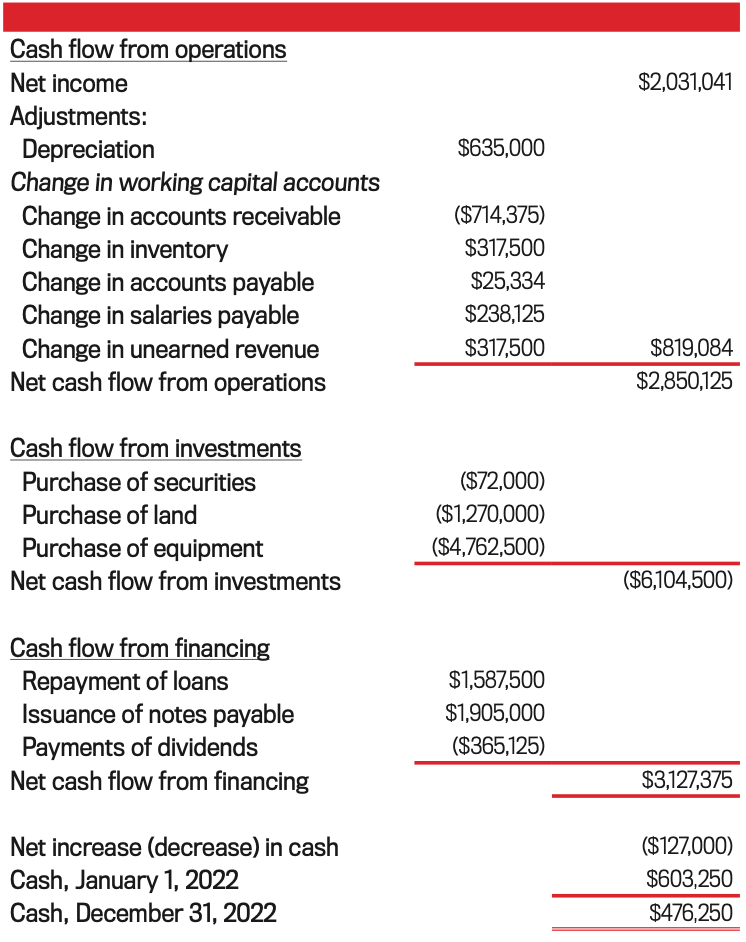 Cash flow from operations
Net income $2,031,041
Adjustments:
Depreciation $635,000
Change in working capital accounts
Change in accounts receivable ($714,375)
Change in inventory $317,500
Change in accounts payable $25,334
Change in salaries payable $238,125
Change in unearned revenue $317,500 $819,084
Net cash flow from operations $2,850,125
Cash flow from investments
Purchase of securities ($72,000)
Purchase of land ($1,270,000)
Purchase of equipment ($4,762,500)
Net cash flow from investments ($6,104,500)
Cash flow from financing
Repayment of loans $1,587,500
Issuance of notes payable $1,905,000
Payments of dividends ($365,125)
Net cash flow from financing $3,127,375
Net increase (decrease) in cash ($127,000)
Cash, January 1, 2022 $603,250
Cash, December 31, 2022 $476,250